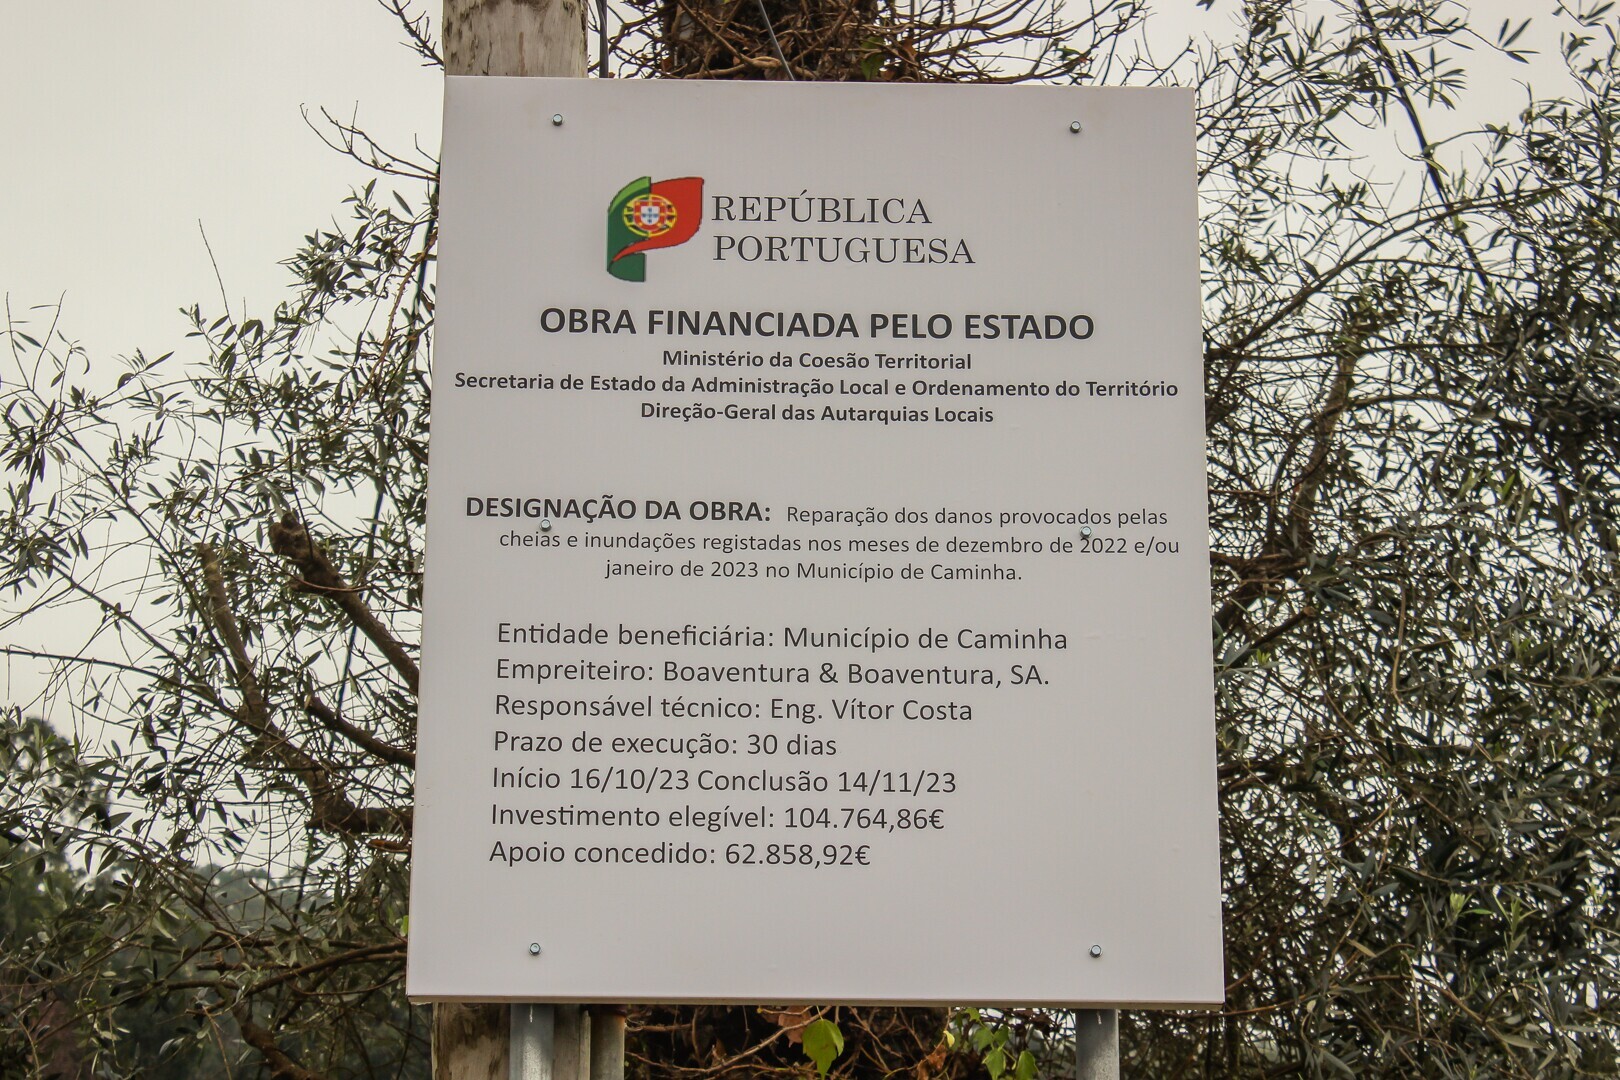 REPÚBLICA
PORTUGUESA
OBRA FINANCIADA PELO ESTADO
Ministério da Coesão Territorial
Secretaria de Estado da Administração Local e Ordenamento do Território
Direção-Geral das Autarquias Locais
DESIGNAÇÃO DA OBRA: Reparação dos danos provocados pelas
cheias e inundações registadas nos meses de dezembro de 2022 e/ou
janeiro de 2023 no Município de Caminha.
Entidade beneficiária: Município de Caminha
Empreiteiro: Boaventura & Boaventura, SA.
Responsável técnico: Eng. Vítor Costa
Prazo de execução: 30 dias
Início 16/10/23 Conclusão 14/11/23
Investimento elegível: 104.764,86€
Apoio concedido: 62.858,92€